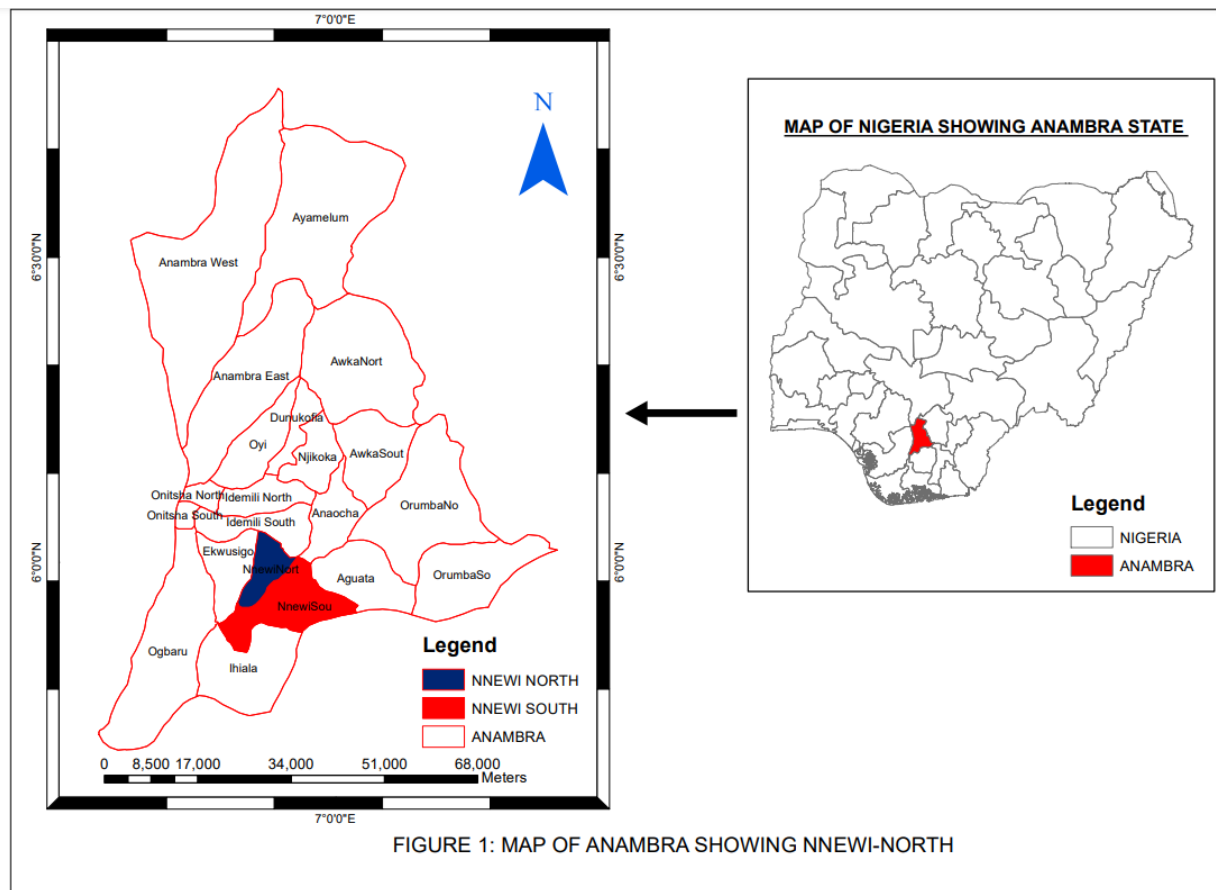 7°0'0"E
N
Ayamelum
Anambra West
6°30'0"N
6°30'0"N
AwkaNort
Anambra East
Dunukofia
Oyi
Njikoka
AwkaSout
Onitsha North
Idemili North
OrumbaNo
Onitsha South
Idemili South
Anaocha
Ekwusigo
NnewiNort
6°0'0"N
6°0'0"N
Aguata
OrumbaSo
NnewiSou
Ogbaru
Ihiala
Legend
NNEWI NORTH
NNEWI SOUTH
ANAMBRA
0 8,500 17,000 34,000 51,000 68,000
Meters
7°0'0"E
MAP OF NIGERIA SHOWING ANAMBRA STATE
Legend
NIGERIA
ANAMBRA
FIGURE 1: MAP OF ANAMBRA SHOWING NNEWI-NORTH